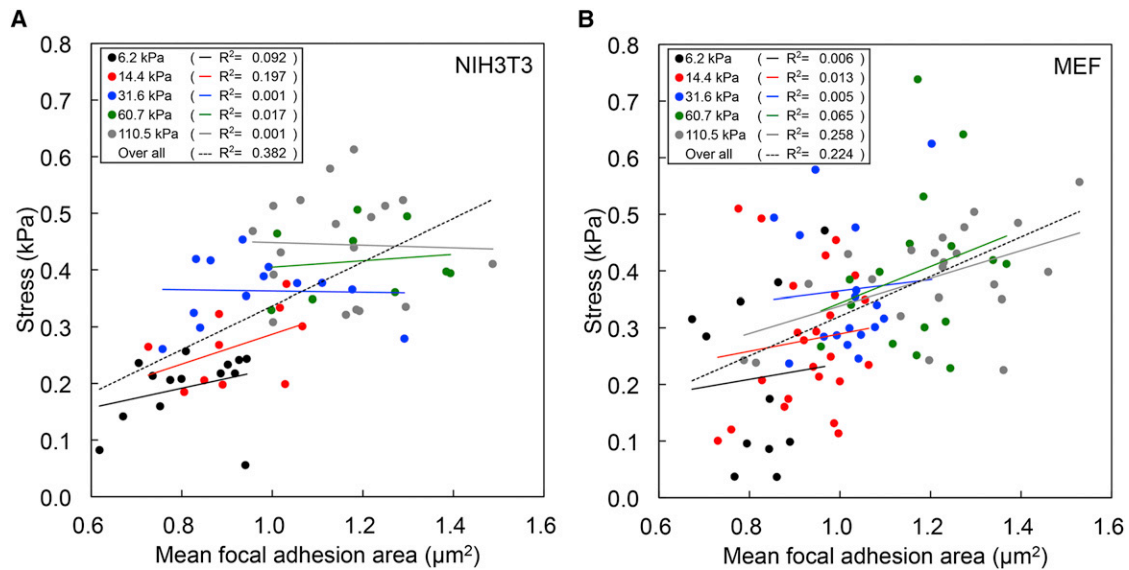 A
NIH3T3
6.2 kPa ( R²= 0.092 )
14.4 kPa ( R²= 0.197 )
31.6 kPa ( R²= 0.001 )
60.7 kPa ( R²= 0.017 )
110.5 kPa ( R²= 0.001 )
Over all ( R²= 0.382 )
0.8
0.7
0.6
0.5
0.4
0.3
0.2
0.1
0.0
Stress (kPa)
0.6 0.8 1.0 1.2 1.4 1.6
Mean focal adhesion area (µm²)
B
MEF
6.2 kPa ( R²= 0.006 )
14.4 kPa ( R²= 0.013 )
31.6 kPa ( R²= 0.005 )
60.7 kPa ( R²= 0.065 )
110.5 kPa ( R²= 0.258 )
Over all ( R²= 0.224 )
0.8
0.7
0.6
0.5
0.4
0.3
0.2
0.1
0.0
Stress (kPa)
0.6 0.8 1.0 1.2 1.4 1.6
Mean focal adhesion area (µm²)